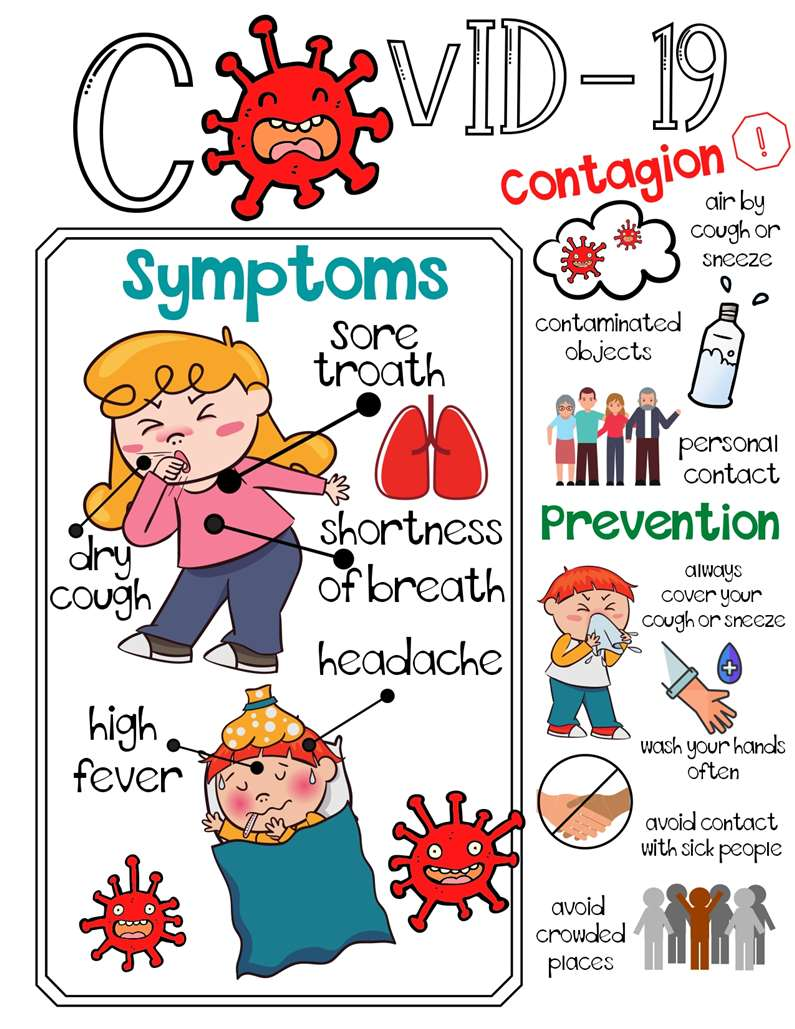 COVID-19
Symptoms
sore
troath
dry
cough
shortness
of breath
headache
high
fever
Contagion
!
air by
cough or
sneeze
contaminated
objects
personal
contact
Prevention
always
cover your
cough or sneeze
wash your hands
often
avoid contact
with sick people
avoid
crowded
places